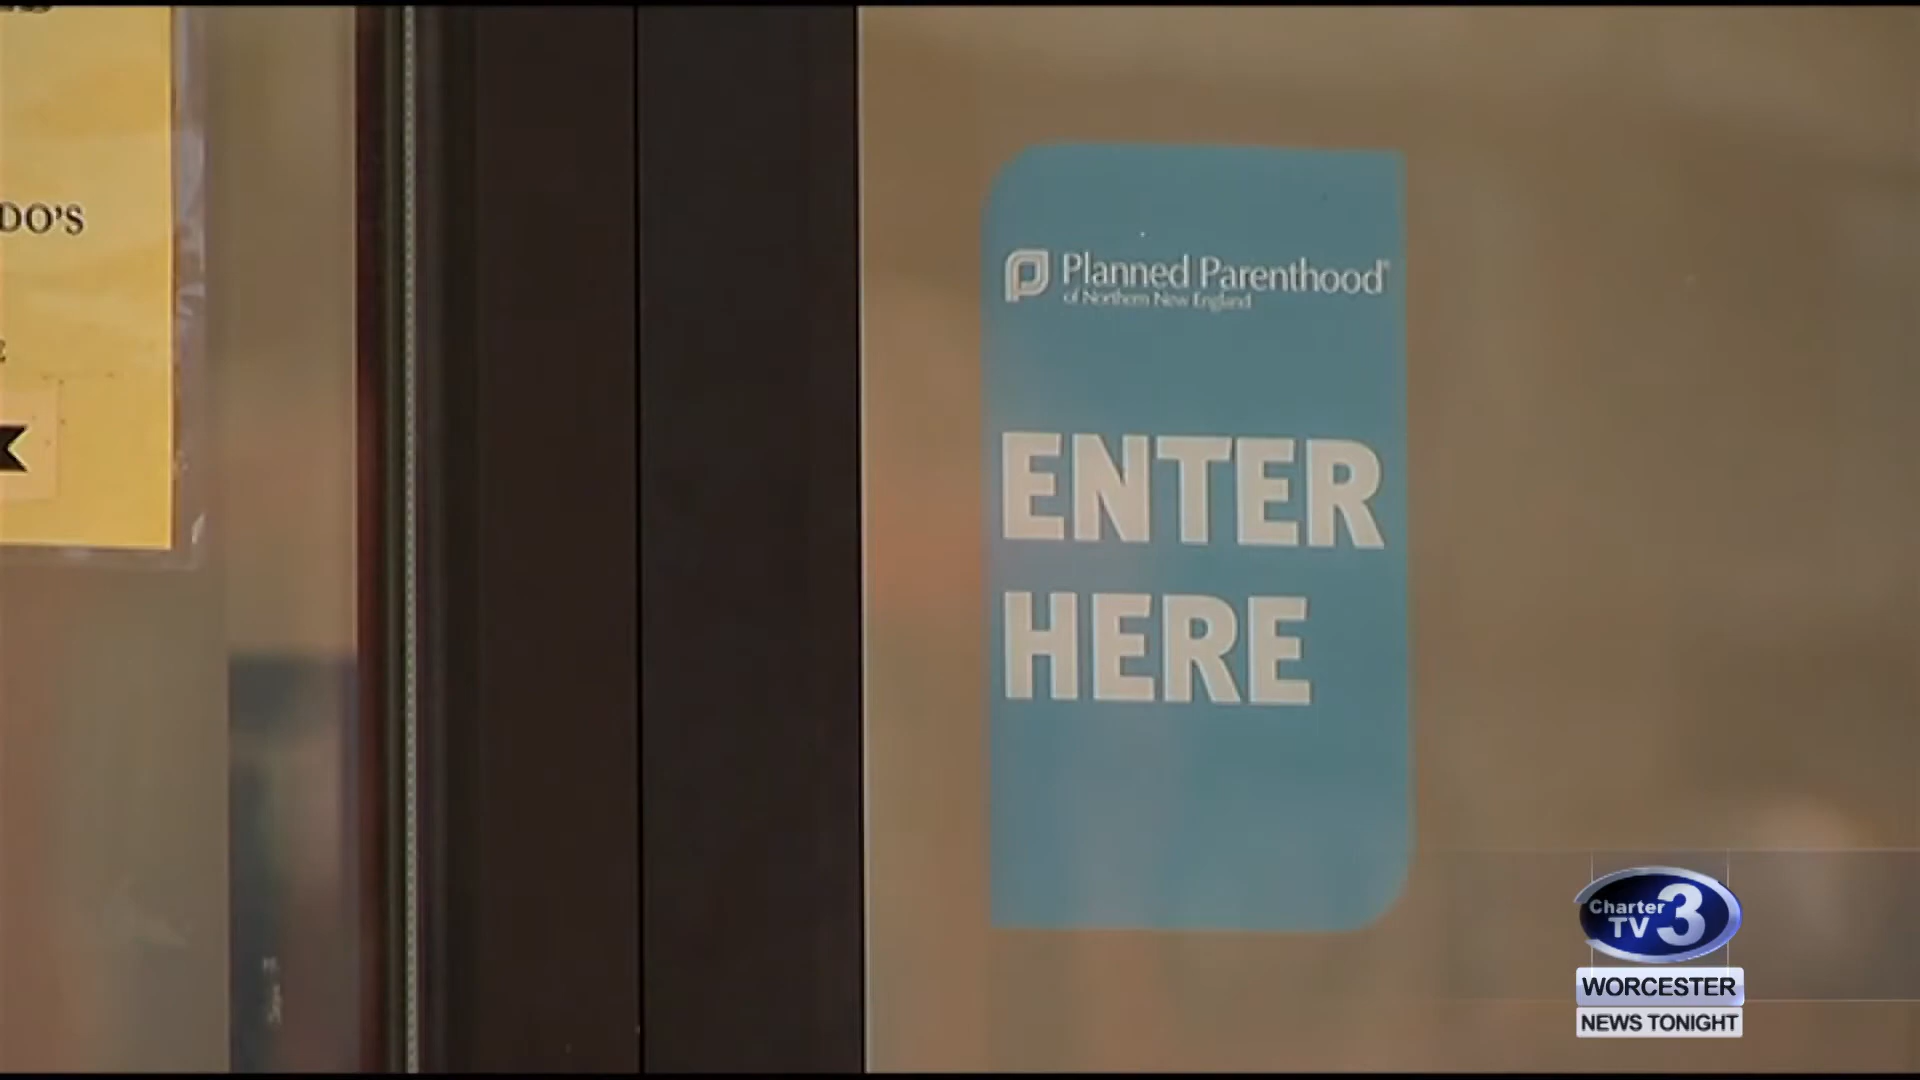 DO'S
Planned Parenthood®
of Northern New England
ENTER
HERE
Charter
TV 3
WORCESTER
NEWS TONIGHT